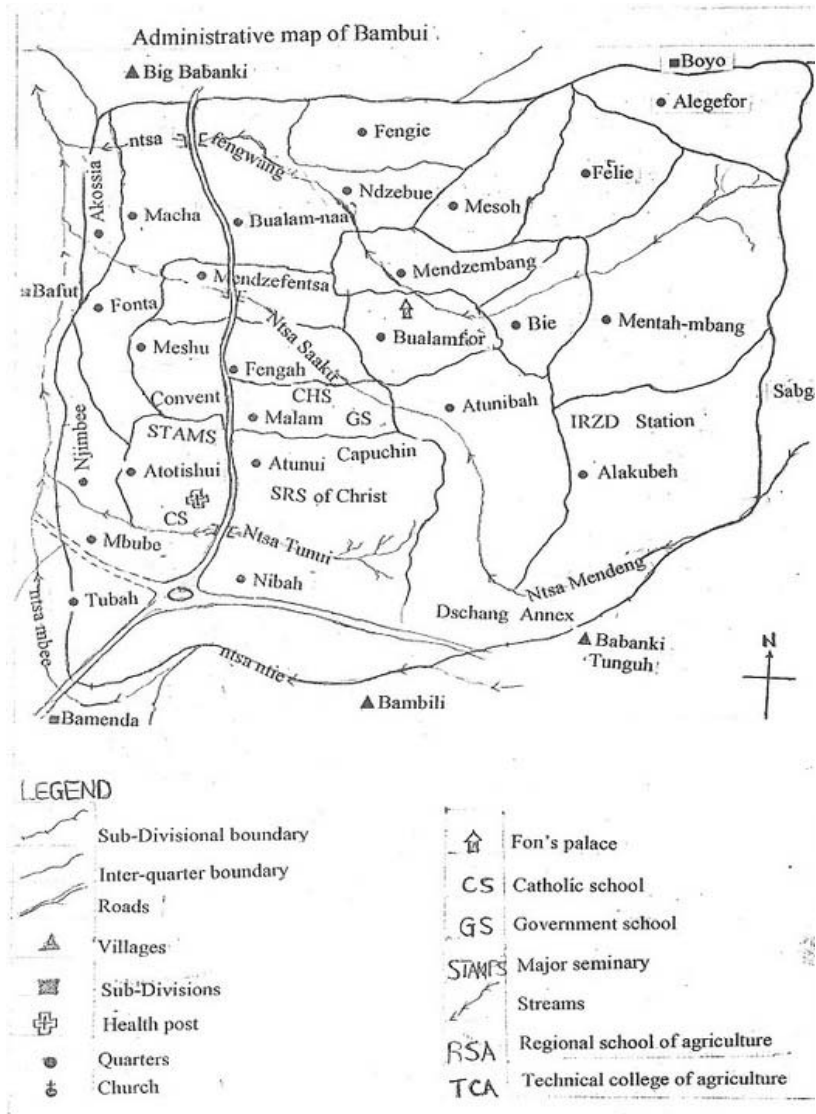 Administrative map of Bambui
Big Babanki
Boyo
Alegefor
Fengie
ntsa
fengwang
Felie
Akossia
Ndzebue
Macha
Bualam-naa
Mesoh
Mendzembang
Mendzefentsa
Bafut
Fonta
Ntsa Saaku
Bualamfor
Bie
Mentah-mbang
Meshu
Fengah
Convent
CHS
Malam
GS
Atunibah
Sabg
IRZD Station
STAMS
Njimbee
Capuchin
Atotishui
Atunui
SRS of Christ
Alakubeh
CS
Mbube
Ntsa Tunui
Nibah
Ntsa Mendeng
Tubah
ntsa mbee
Dschang Annex
Babanki
Tunguh
N
ntsa ntie
Bambili
Bamenda
LEGEND
Sub-Divisional boundary
Inter-quarter boundary
Roads
Villages
Sub-Divisions
Health post
Quarters
Church
Fon's palace
CS Catholic school
GS Government school
STAMPS Major seminary
Streams
RSA Regional school of agriculture
TCA Technical college of agriculture